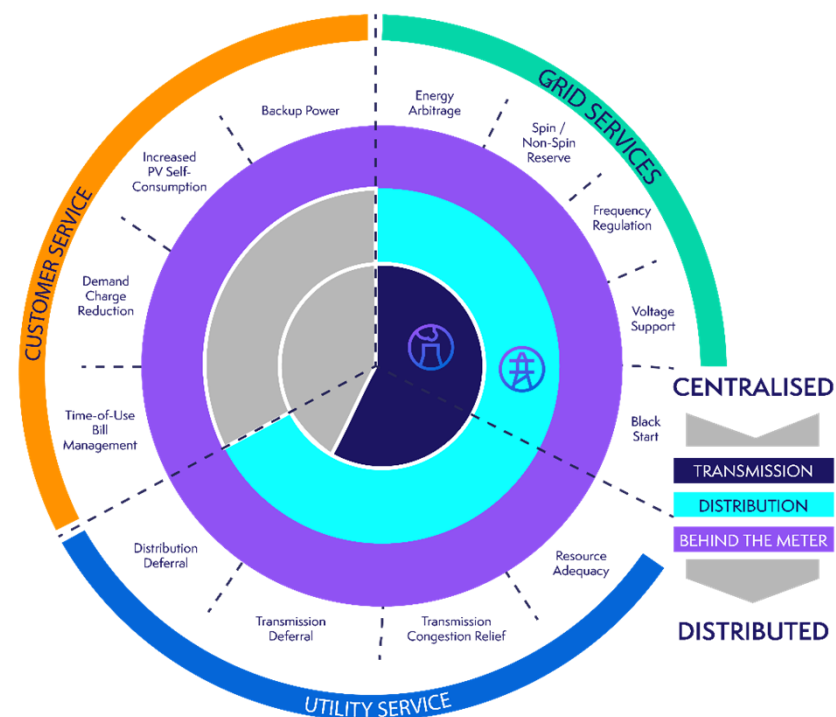 GRID SERVICES
Energy
Arbitrage
Spin /
Non-Spin
Reserve
Frequency
Regulation
Voltage
Support
Black
Start
UTILITY SERVICE
Resource
Adequacy
Transmission
Congestion Relief
Transmission
Deferral
Distribution
Deferral
CUSTOMER SERVICE
Time-of-Use
Bill
Management
Demand
Charge
Reduction
Increased
PV Self-
Consumption
Backup Power
CENTRALISED
TRANSMISSION
DISTRIBUTION
BEHIND THE METER
DISTRIBUTED